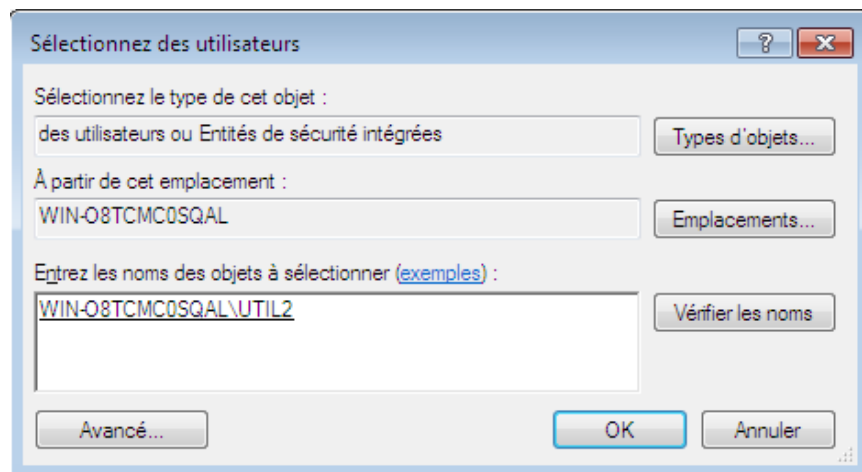 Sélectionnez des utilisateurs
Sélectionnez le type de cet objet :
des utilisateurs ou Entités de sécurité intégrées
Types d'objets...
À partir de cet emplacement :
WIN-O8TCMC0SQAL
Emplacements...
Entrez les noms des objets à sélectionner (exemples) :
WIN-O8TCMC0SQAL\UTIL2
Vérifier les noms
Avancé...
OK
Annuler